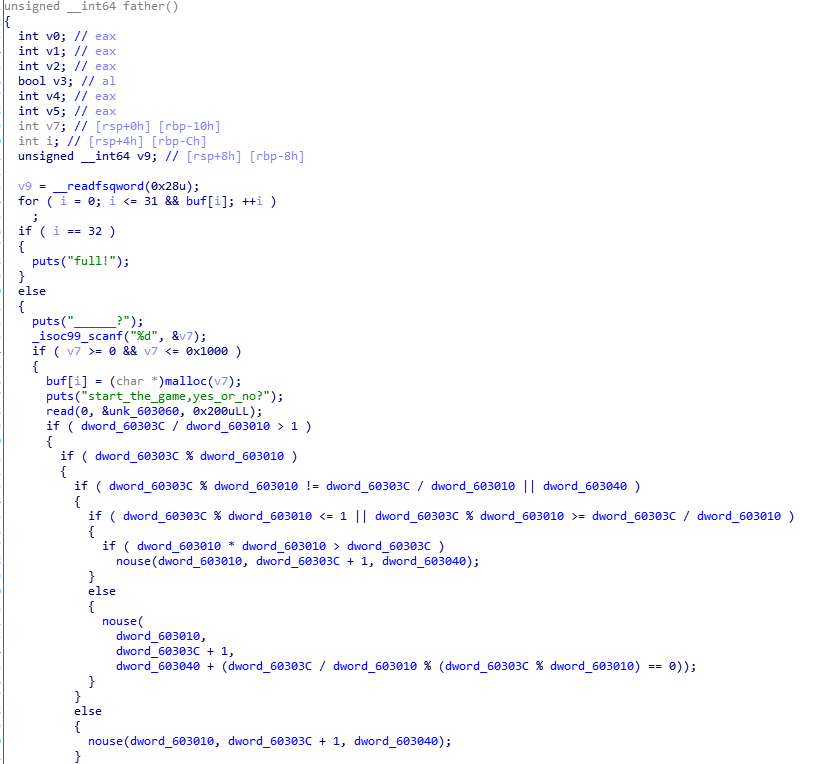 unsigned __int64 father()
{
  int v0; // eax
  int v1; // eax
  int v2; // eax
  bool v3; // al
  int v4; // eax
  int v5; // eax
  int v7; // [rsp+0h] [rbp-10h]
  int i; // [rsp+4h] [rbp-Ch]
  unsigned __int64 v9; // [rsp+8h] [rbp-8h]

  v9 = __readfsqword(0x28u);
  for ( i = 0; i <= 31 && buf[i]; ++i )
    ;
  if ( i == 32 )
  {
    puts("full!");
  }
  else
  {
    puts("______?");
    _isoc99_scanf("%d", &v7);
    if ( v7 >= 0 && v7 <= 0x1000 )
    {
      buf[i] = (char *)malloc(v7);
      puts("start_the_game,yes_or_no?");
      read(0, &unk_603060, 0x200uLL);
      if ( dword_60303C / dword_603010 > 1 )
      {
        if ( dword_60303C % dword_603010 )
        {
          if ( dword_60303C % dword_603010 != dword_60303C / dword_603010 || dword_603040 )
          {
            if ( dword_60303C % dword_603010 <= 1 || dword_60303C % dword_603010 >= dword_60303C / dword_603010 )
            {
              if ( dword_603010 * dword_603010 > dword_60303C )
                nouse(dword_603010, dword_60303C + 1, dword_603040);
            }
            else
            {
              nouse(
                dword_603010,
                dword_60303C + 1,
                dword_603040 + (dword_60303C / dword_603010 % (dword_60303C % dword_603010) == 0));
            }
          }
          else
          {
            nouse(dword_603010, dword_60303C + 1, dword_603040);
          }